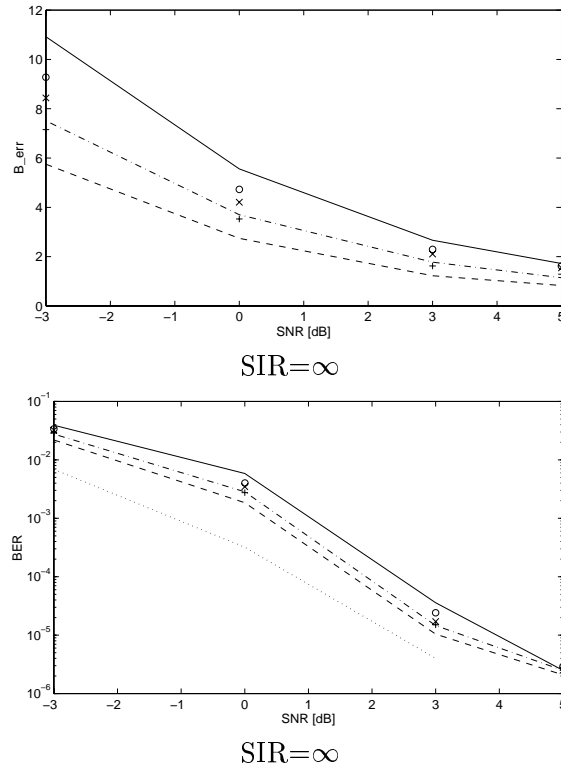 12
10
8
6
4
2
0
B_err
−3 −2 −1 0 1 2 3 4 5
SNR [dB]
SIR=∞
10⁻¹
10⁻²
10⁻³
10⁻⁴
10⁻⁵
10⁻⁶
BER
−3 −2 −1 0 1 2 3 4 5
SNR [dB]
SIR=∞